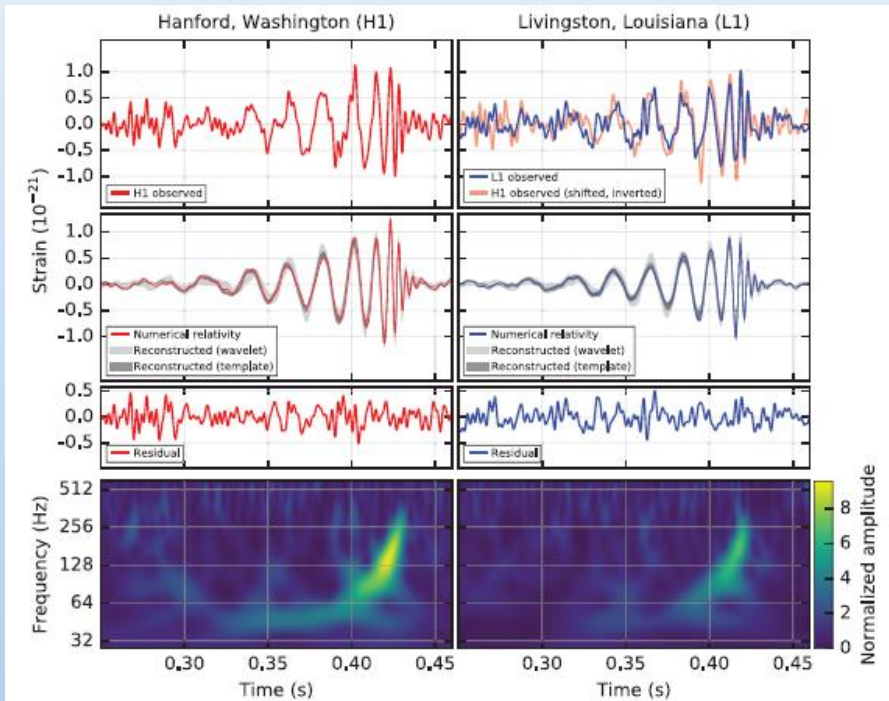 Hanford, Washington (H1)
Livingston, Louisiana (L1)
1.0
0.5
0.0
-0.5
-1.0
H1 observed
L1 observed
H1 observed (shifted, inverted)
Strain (10⁻²¹)
1.0
0.5
0.0
-0.5
-1.0
Numerical relativity
Reconstructed (wavelet)
Reconstructed (template)
Numerical relativity
Reconstructed (wavelet)
Reconstructed (template)
0.5
0.0
-0.5
Residual
Residual
Frequency (Hz)
512
256
128
64
32
Normalized amplitude
8
6
4
2
0
0.30
0.35
0.40
0.45
0.30
0.35
0.40
0.45
Time (s)
Time (s)